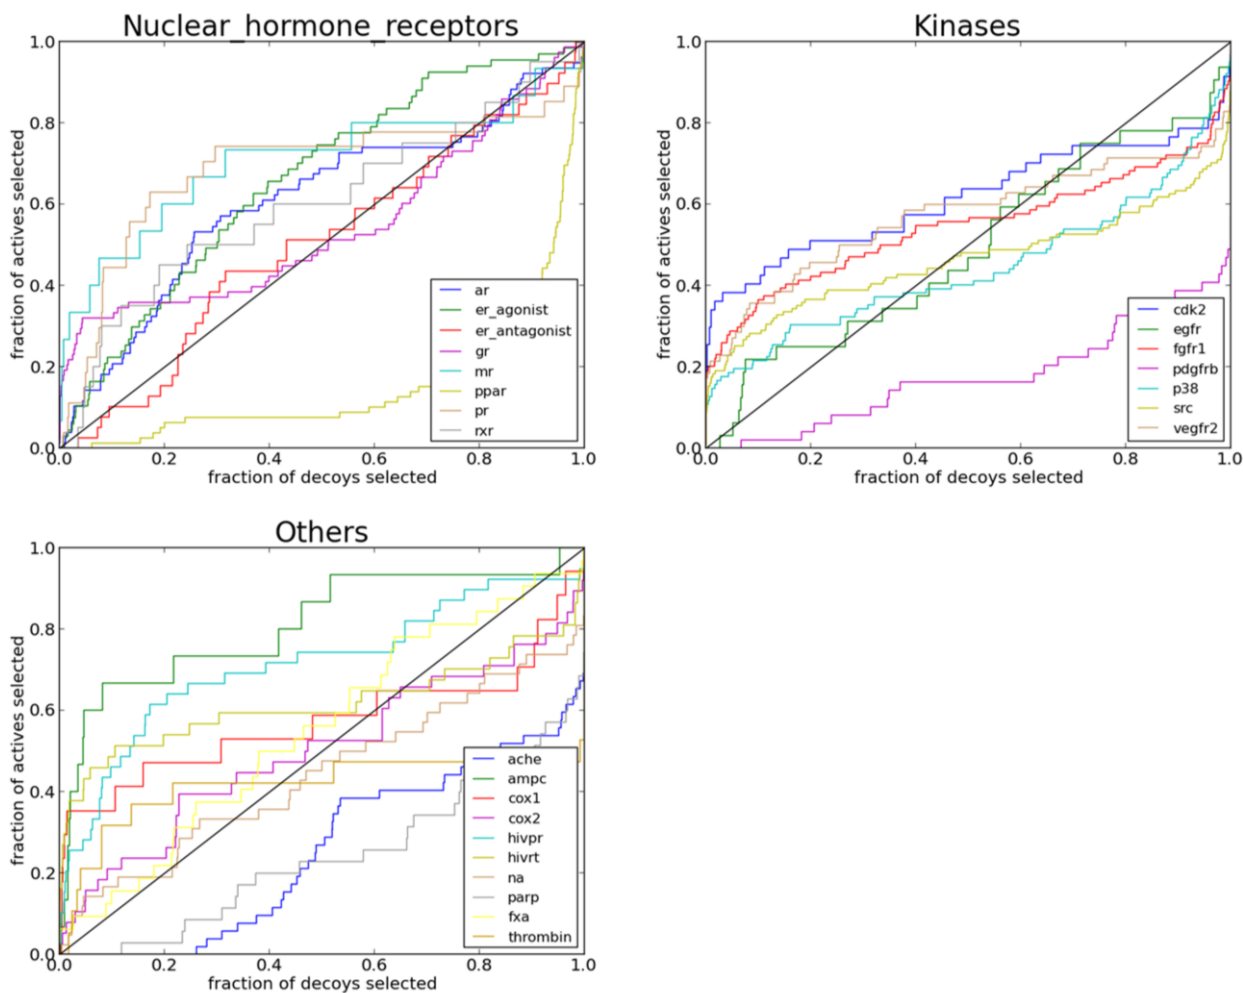 Nuclear_hormone_receptors
1.0
0.8
0.6
0.4
0.2
0.0
fraction of actives selected
ar
er_agonist
er_antagonist
gr
mr
ppar
pr
rxr
0.0 0.2 0.4 0.6 0.8 1.0
fraction of decoys selected
Kinases
1.0
0.8
0.6
0.4
0.2
0.0
fraction of actives selected
cdk2
egfr
fgfr1
pdgfrb
p38
src
vegfr2
0.0 0.2 0.4 0.6 0.8 1.0
fraction of decoys selected
Others
1.0
0.8
0.6
0.4
0.2
0.0
fraction of actives selected
ache
ampc
cox1
cox2
hivpr
hivrt
na
parp
fxa
thrombin
0.0 0.2 0.4 0.6 0.8 1.0
fraction of decoys selected